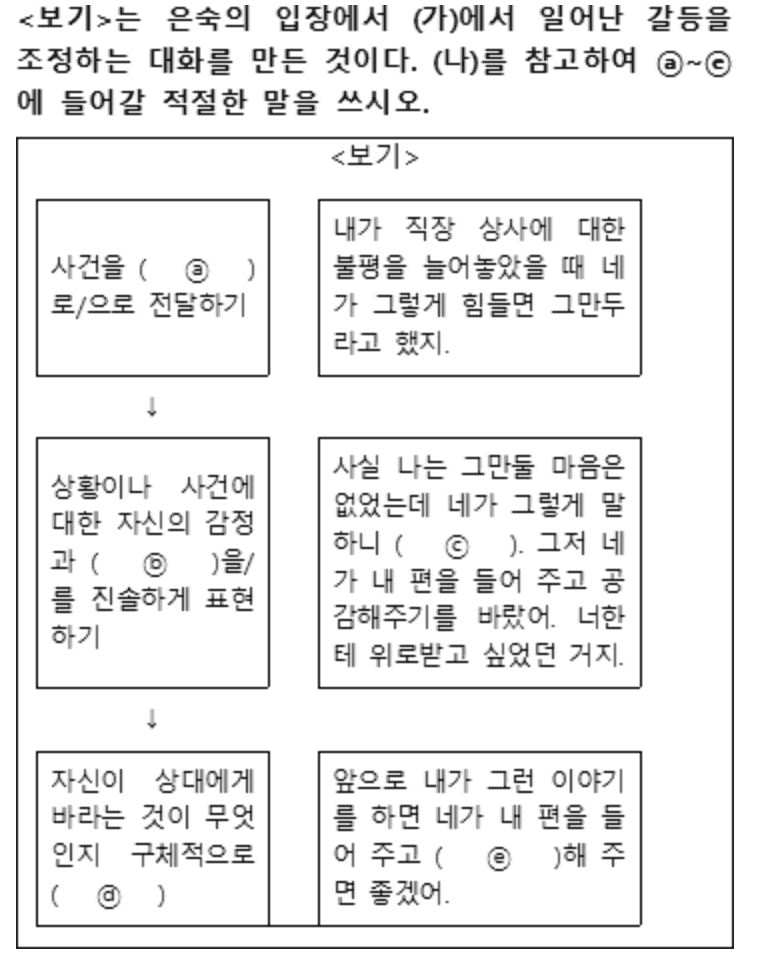 <보기>는 은숙의 입장에서 (가)에서 일어난 갈등을
조정하는 대화를 만든 것이다. (나)를 참고하여 ⓐ~ⓔ
에 들어갈 적절한 말을 쓰시오.
<보기>
사건을 ( ⓐ )
로/으로 전달하기
내가 직장 상사에 대한
불평을 늘어놓았을 때 네
가 그렇게 힘들면 그만두
라고 했지.
↓
상황이나 사건에
대한 자신의 감정
과 ( ⓑ )을/
를 진솔하게 표현
하기
사실 나는 그만둘 마음은
없었는데 네가 그렇게 말
하니 ( ⓒ ). 그저 네
가 내 편을 들어 주고 공
감해주기를 바랐어. 너한
테 위로받고 싶었던 거지.
↓
자신이 상대에게
바라는 것이 무엇
인지 구체적으로
( ⓓ )
앞으로 내가 그런 이야기
를 하면 네가 내 편을 들
어 주고 ( ⓔ )해 주
면 좋겠어.